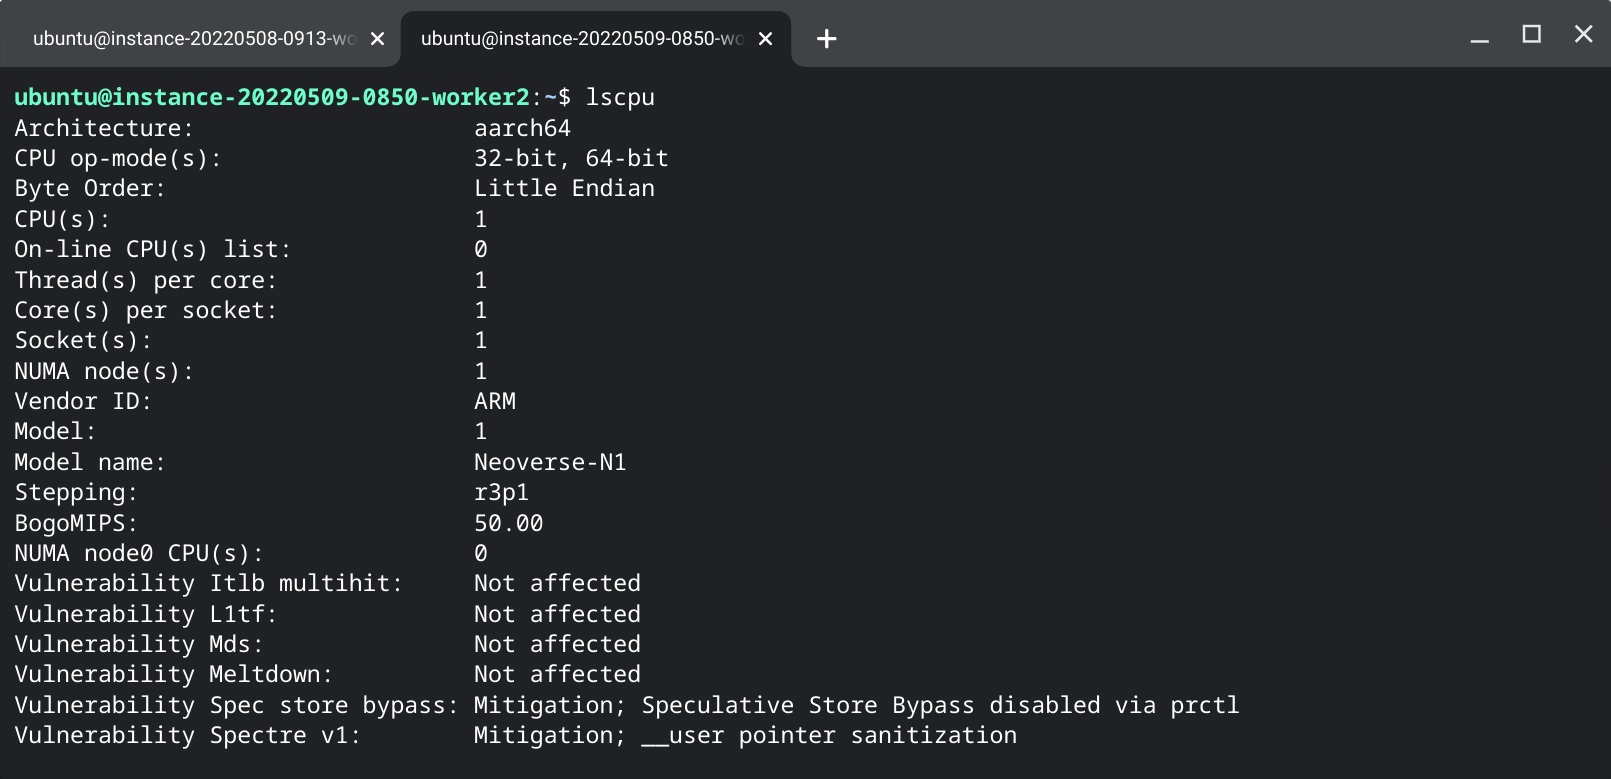 ubuntu@instance-20220508-0913-wo
ubuntu@instance-20220509-0850-wo
ubuntu@instance-20220509-0850-worker2:~$ lscpu
Architecture: aarch64
CPU op-mode(s): 32-bit, 64-bit
Byte Order: Little Endian
CPU(s): 1
On-line CPU(s) list: 0
Thread(s) per core: 1
Core(s) per socket: 1
Socket(s): 1
NUMA node(s): 1
Vendor ID: ARM
Model: 1
Model name: Neoverse-N1
Stepping: r3p1
BogoMIPS: 50.00
NUMA node0 CPU(s): 0
Vulnerability Itlb multihit: Not affected
Vulnerability L1tf: Not affected
Vulnerability Mds: Not affected
Vulnerability Meltdown: Not affected
Vulnerability Spec store bypass: Mitigation; Speculative Store Bypass disabled via prctl
Vulnerability Spectre v1: Mitigation; __user pointer sanitization